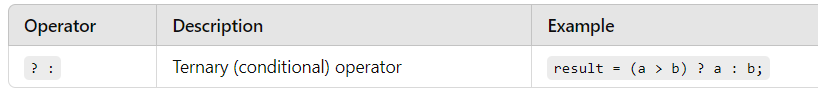 Operator Description Example
? : Ternary (conditional) operator result = (a > b) ? a : b;